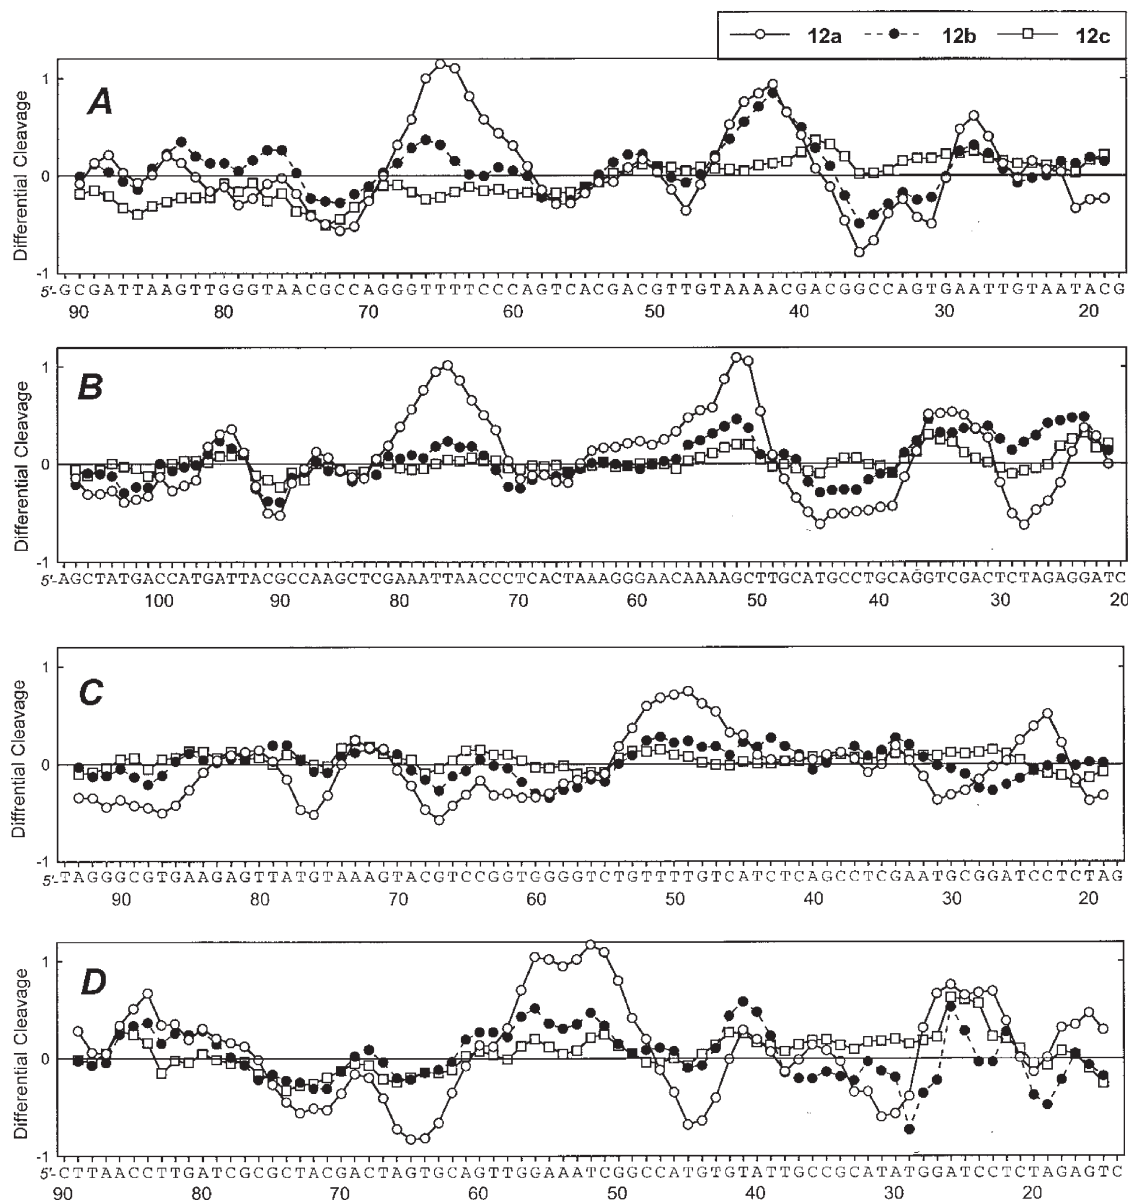 12a 12b 12c
A
Differential Cleavage
1
0
-1
5'-GCGATTAAGTTGGGTAACGCCAGGGTTTTCCCAGTCACGACGTTGTAAAACGACGGCCAGTGAATTGTAATACG
90 80 70 60 50 40 30 20
B
Differential Cleavage
1
0
-1
5'-AGCTATGACCATGATTACGCCAAGCTCGAAATTAACCCTCACTAAAGGGAACAAAAGCTTGCATGCCTGCAGGTCGACTCTAGAGGATC
100 90 80 70 60 50 40 30 20
C
Diffrential Cleavage
1
0
-1
5'-TAGGGCGTGAAGAGTTATGTAAAGTACGTCCGGTGGGGTCTGTTTTGTCATCTCAGCCTCGAATGCGGATCCTCTAG
90 80 70 60 50 40 30 20
D
Differential Cleavage
1
0
-1
5'-CTTAACCTTGATCGCGCTACGACTAGTGCAGTTGGAAATCGGCCATGTGTATTGCCGCATATGGATCCTCTAGAGTC
90 80 70 60 50 40 30 20